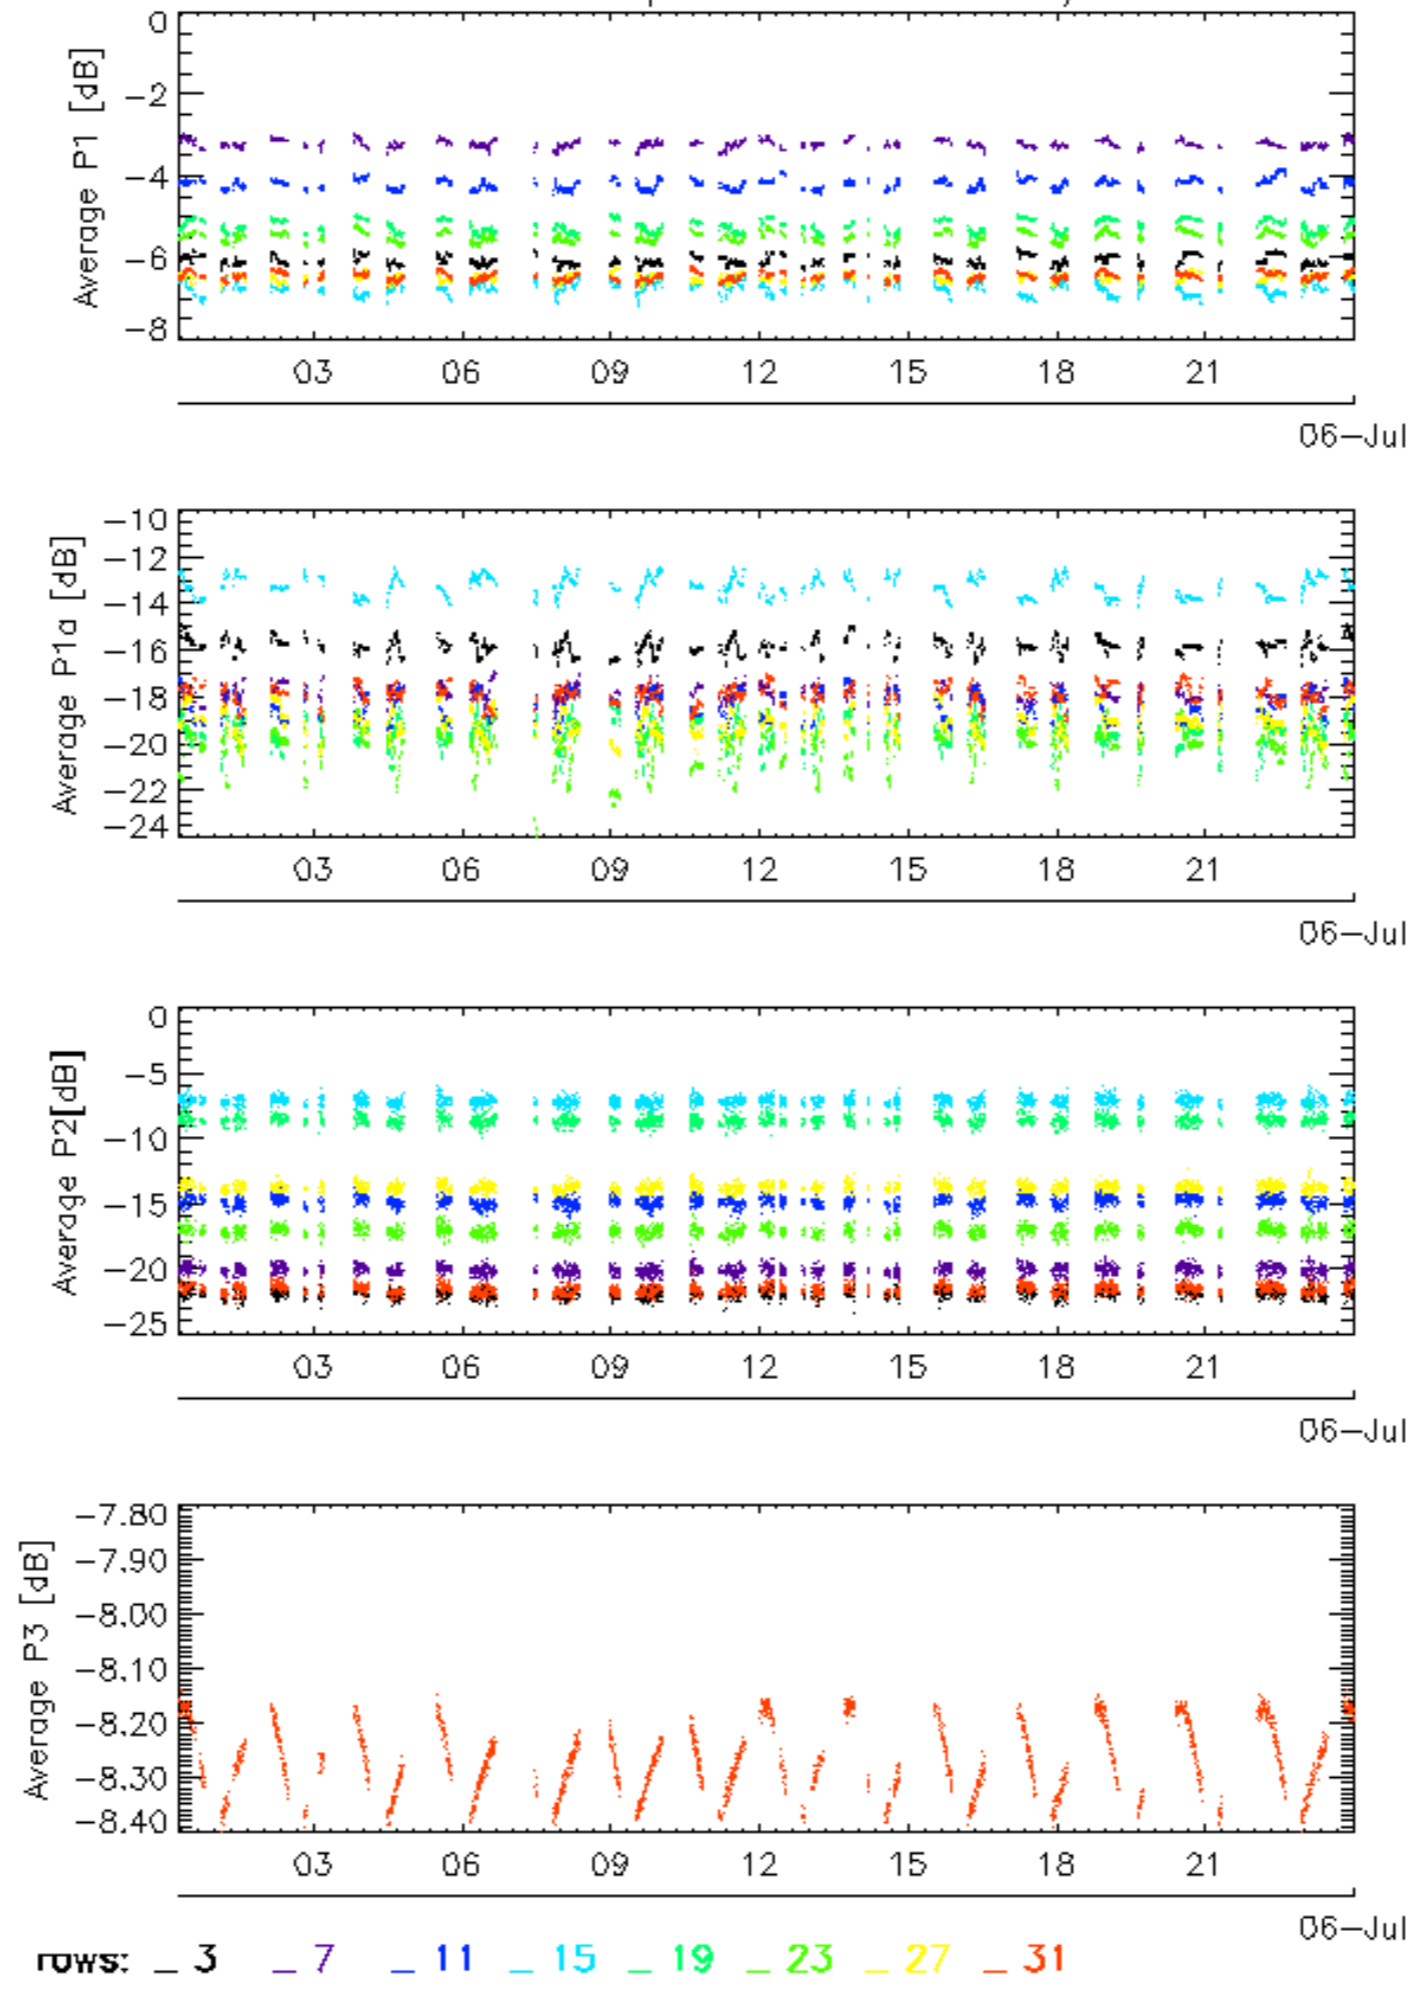 Average P1 [dB]
0
−2
−4
−6
−8
03 06 09 12 15 18 21
06−Jul
Average P1a [dB]
−10
−12
−14
−16
−18
−20
−22
−24
03 06 09 12 15 18 21
06−Jul
Average P2[dB]
0
−5
−10
−15
−20
−25
03 06 09 12 15 18 21
06−Jul
Average P3 [dB]
−7.80
−7.90
−8.00
−8.10
−8.20
−8.30
−8.40
03 06 09 12 15 18 21
06−Jul
rows: _ 3 _ 7 _ 11 _ 15 _ 19 _ 23 _ 27 _ 31